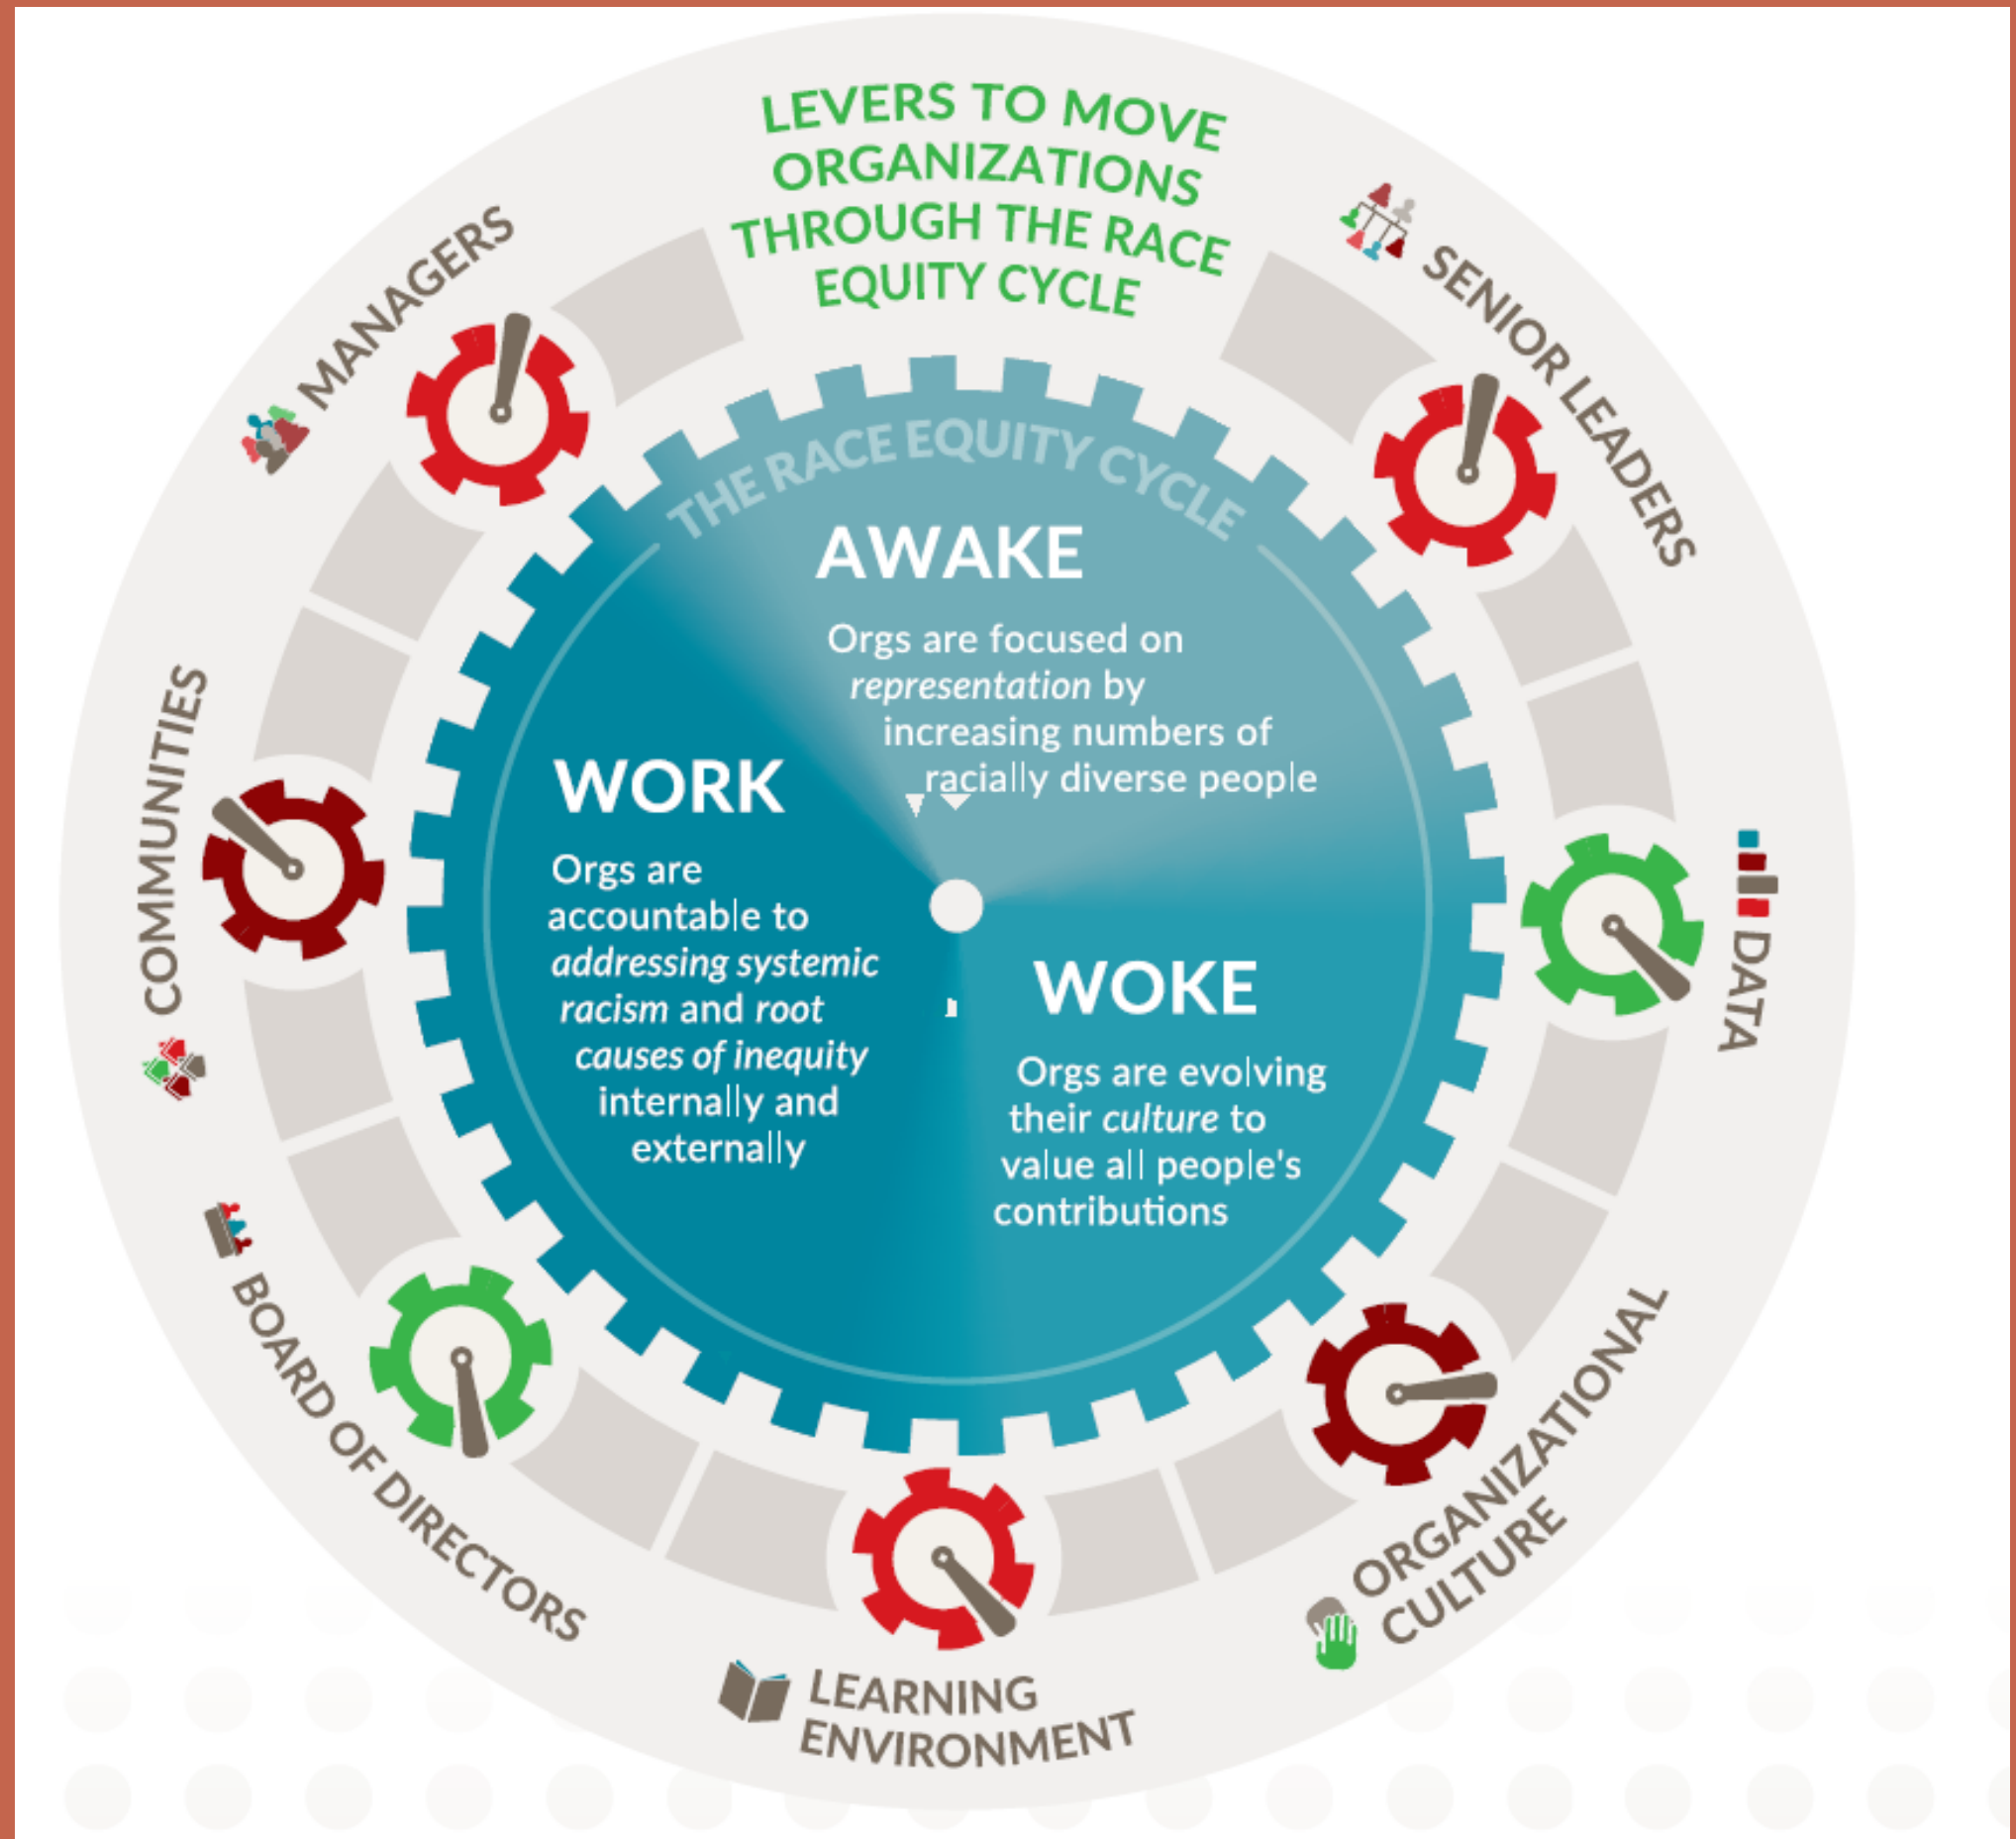 LEVERS TO MOVE
ORGANIZATIONS
THROUGH THE RACE
EQUITY CYCLE
SENIOR LEADERS
DATA
ORGANIZATIONAL
CULTURE
LEARNING
ENVIRONMENT
BOARD OF DIRECTORS
COMMUNITIES
MANAGERS
THE RACE EQUITY CYCLE
AWAKE
Orgs are focused on
representation by
increasing numbers of
racially diverse people
WOKE
Orgs are evolving
their culture to
value all people's
contributions
WORK
Orgs are
accountable to
addressing systemic
racism and root
causes of inequity
internally and
externally